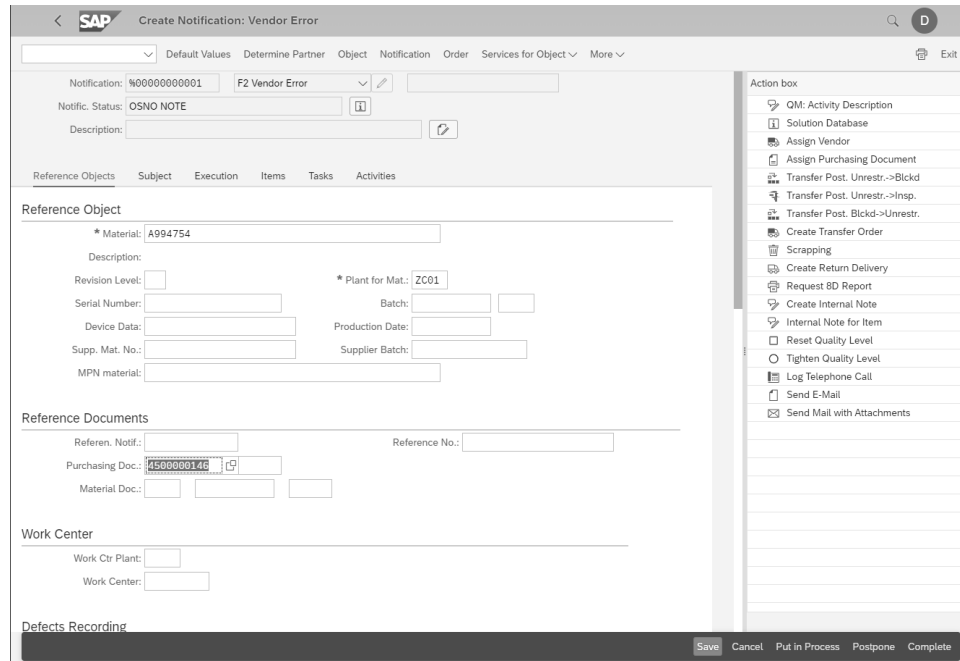 SAP Create Notification: Vendor Error D
Default Values Determine Partner Object Notification Order Services for Object More Exit
Notification: %00000000001 F2 Vendor Error
Notific. Status: OSNO NOTE
Description:
Reference Objects Subject Execution Items Tasks Activities
Reference Object
* Material: A994754
Description:
Revision Level: * Plant for Mat.: ZC01
Serial Number: Batch:
Device Data: Production Date:
Supp. Mat. No.: Supplier Batch:
MPN material:
Reference Documents
Referen. Notif.: Reference No.:
Purchasing Doc.: 4500000146
Material Doc.:
Work Center
Work Ctr Plant:
Work Center:
Defects Recording
Action box
QM: Activity Description
Solution Database
Assign Vendor
Assign Purchasing Document
Transfer Post. Unrestr.->Blckd
Transfer Post. Unrestr.->Insp.
Transfer Post. Blckd->Unrestr.
Create Transfer Order
Scrapping
Create Return Delivery
Request 8D Report
Create Internal Note
Internal Note for Item
Reset Quality Level
Tighten Quality Level
Log Telephone Call
Send E-Mail
Send Mail with Attachments
Save Cancel Put in Process Postpone Complete